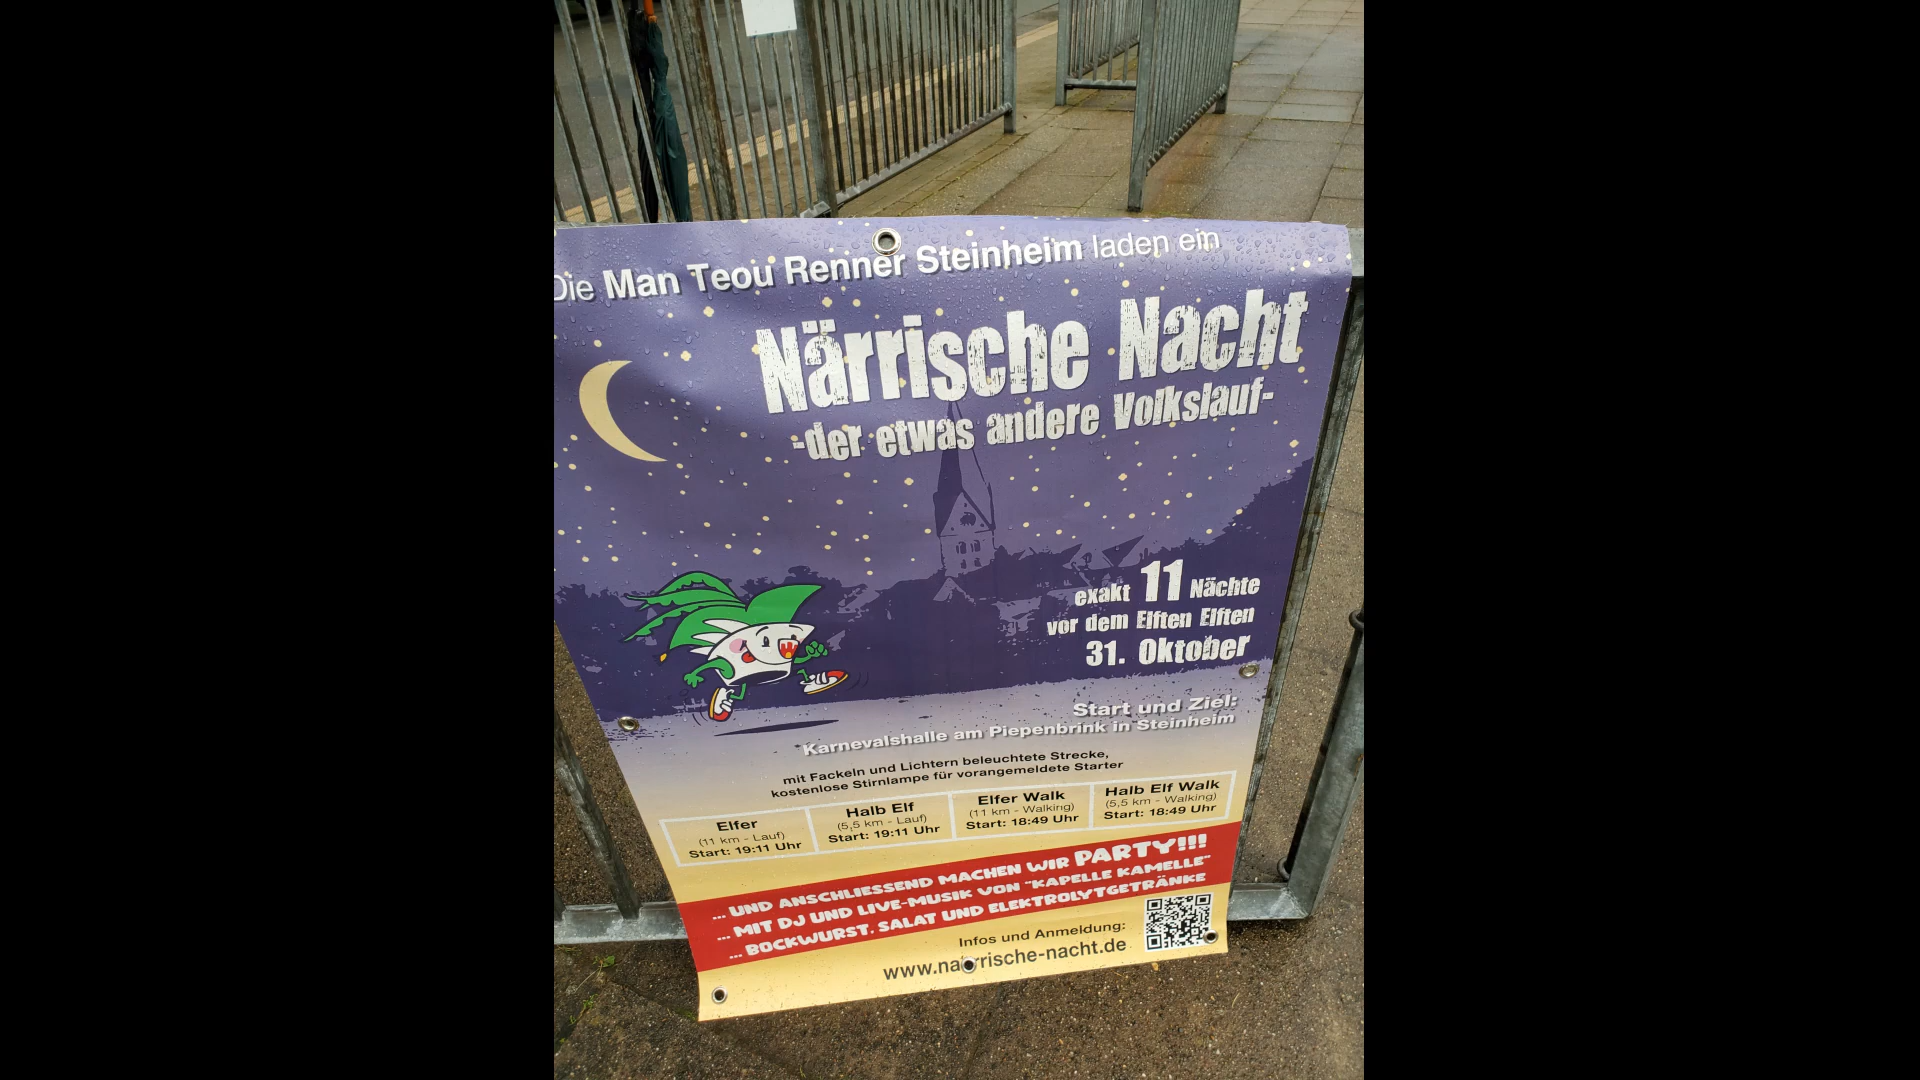 Die Man Teou Renner Steinheim laden ein
Närrische Nacht
-der etwas andere Volkslauf-
exakt 11 Nächte
vor dem Elften Elften
31. Oktober
Start und Ziel:
Karnevalshalle am Piepenbrink in Steinheim
mit Fackeln und Lichtern beleuchtete Strecke,
kostenlose Stirnlampe für vorangemeldete Starter
Elfer
(11 km - Lauf)
Start: 19:11 Uhr
Halb Elf
(5,5 km - Lauf)
Start: 19:11 Uhr
Elfer Walk
(11 km - Walking)
Start: 18:49 Uhr
Halb Elf Walk
(5,5 km - Walking)
Start: 18:49 Uhr
... UND ANSCHLIESSEND MACHEN WIR PARTY!!!
... MIT DJ UND LIVE-MUSIK VON "KAPELLE KAMELLE"
... BOCKWURST, SALAT UND ELEKTROLYTGETRÄNKE
Infos und Anmeldung:
www.naerrische-nacht.de